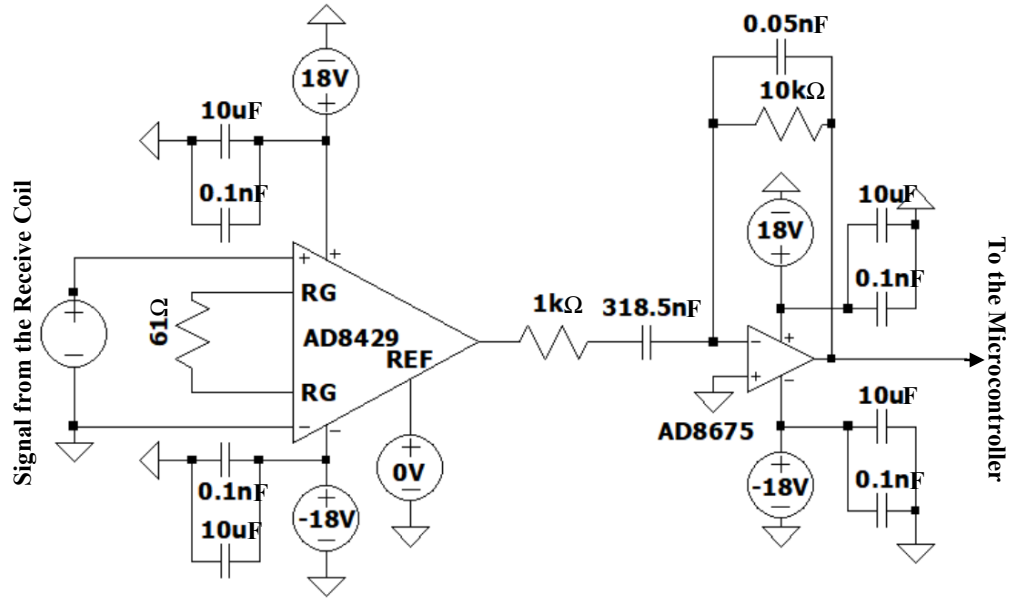 Signal from the Receive Coil
18V
10uF
0.1nF
+
+
−
61Ω
RG
AD8429
REF
RG
−
−
0.1nF
10uF
+
-18V
−
+
0V
−
1kΩ
318.5nF
0.05nF
10kΩ
18V
10uF
0.1nF
−
+
+
−
AD8675
10uF
0.1nF
+
-18V
−
To the Microcontroller